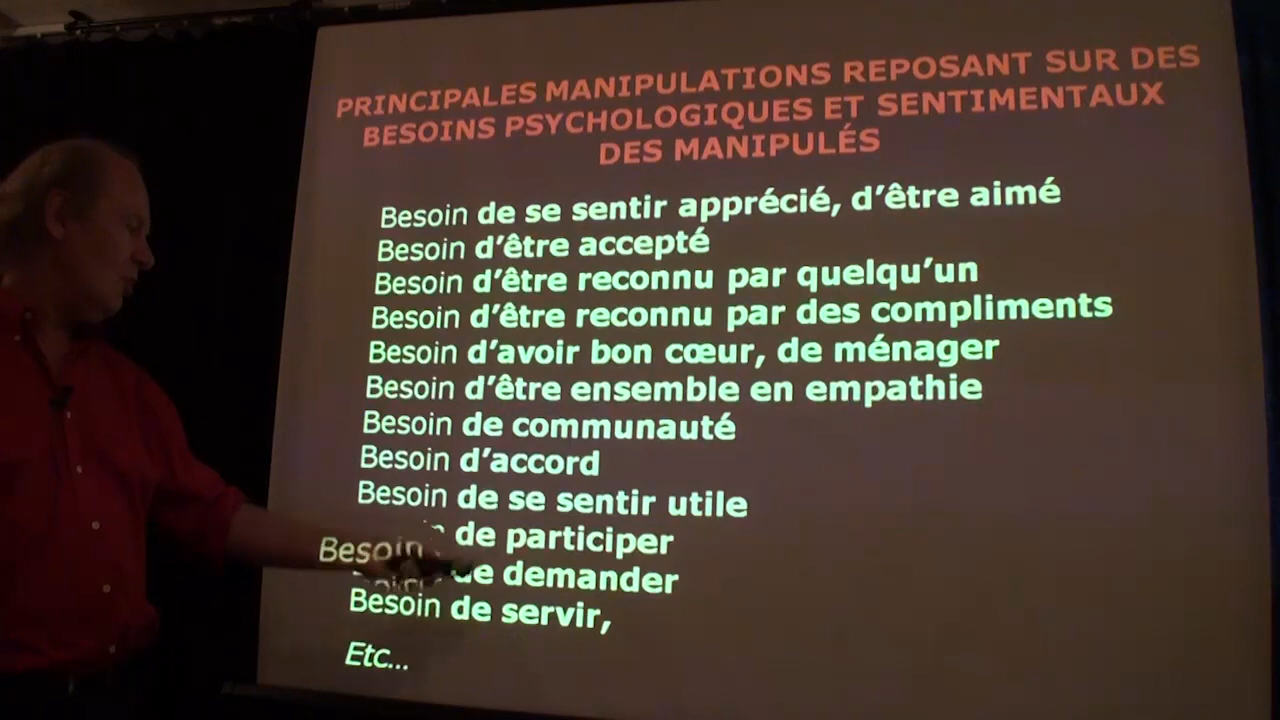 PRINCIPALES MANIPULATIONS REPOSANT SUR DES
BESOINS PSYCHOLOGIQUES ET SENTIMENTAUX
DES MANIPULÉS
Besoin de se sentir apprécié, d’être aimé
Besoin d’être accepté
Besoin d’être reconnu par quelqu’un
Besoin d’être reconnu par des compliments
Besoin d’avoir bon cœur, de ménager
Besoin d’être ensemble en empathie
Besoin de communauté
Besoin d’accord
Besoin de se sentir utile
Besoin de participer
de demander
Besoin de servir,
Etc...